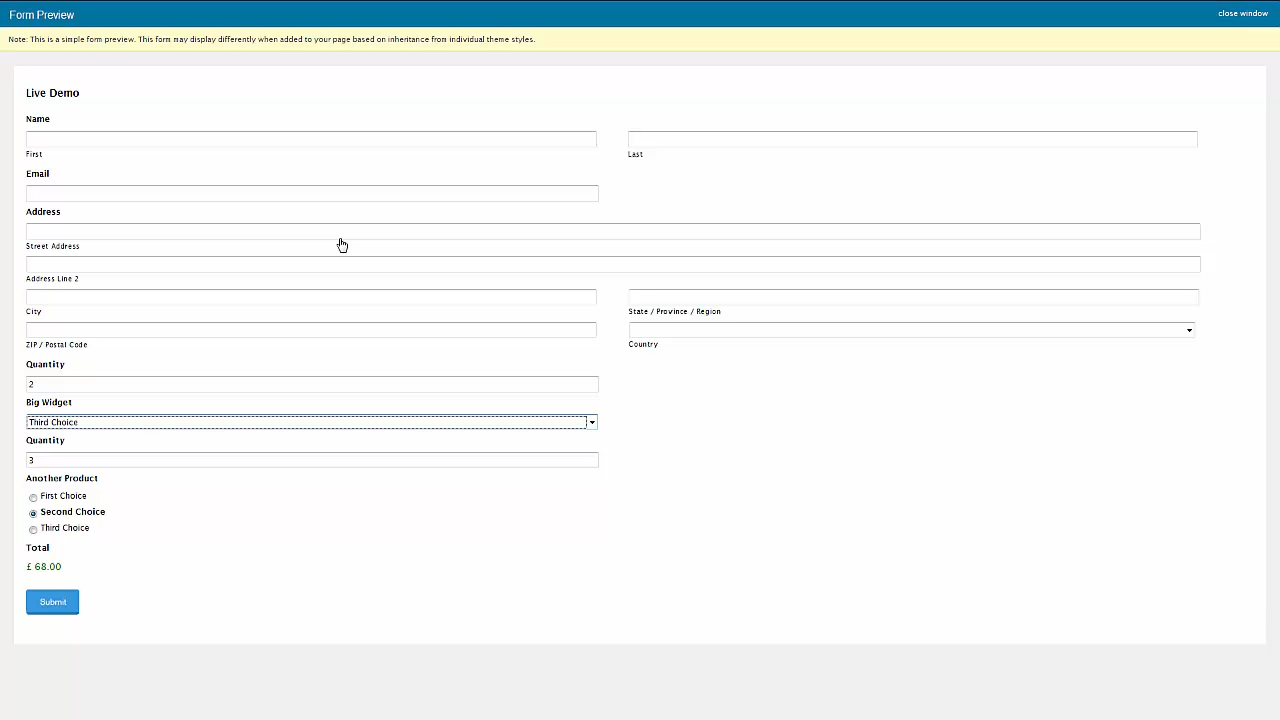 Form Preview
close window
Note: This is a simple form preview. This form may display differently when added to your page based on inheritance from individual theme styles.
Live Demo
Name
First
Last
Email
Address
Street Address
Address Line 2
City
State / Province / Region
ZIP / Postal Code
Country
Quantity
2
Big Widget
Third Choice
Quantity
3
Another Product
First Choice
Second Choice
Third Choice
Total
£ 68.00
Submit